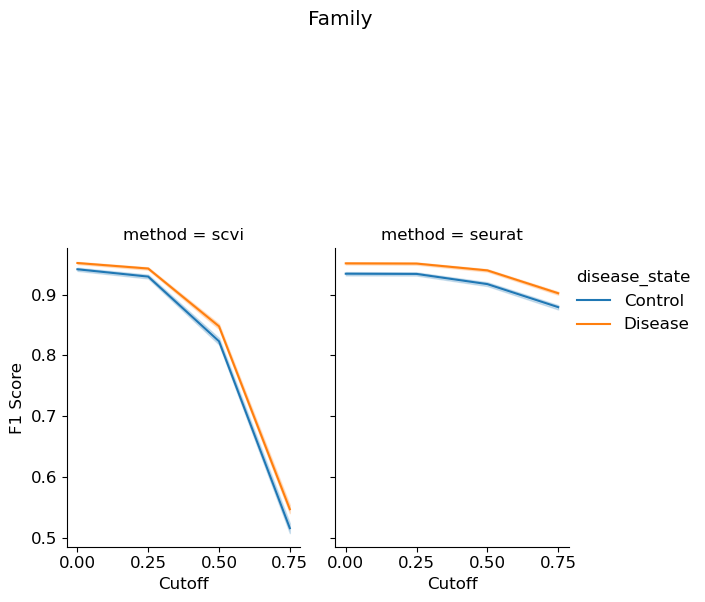 Family
method = scvi
method = seurat
disease_state
Control
Disease
F1 Score
0.9
0.8
0.7
0.6
0.5
0.00 0.25 0.50 0.75
0.00 0.25 0.50 0.75
Cutoff
Cutoff